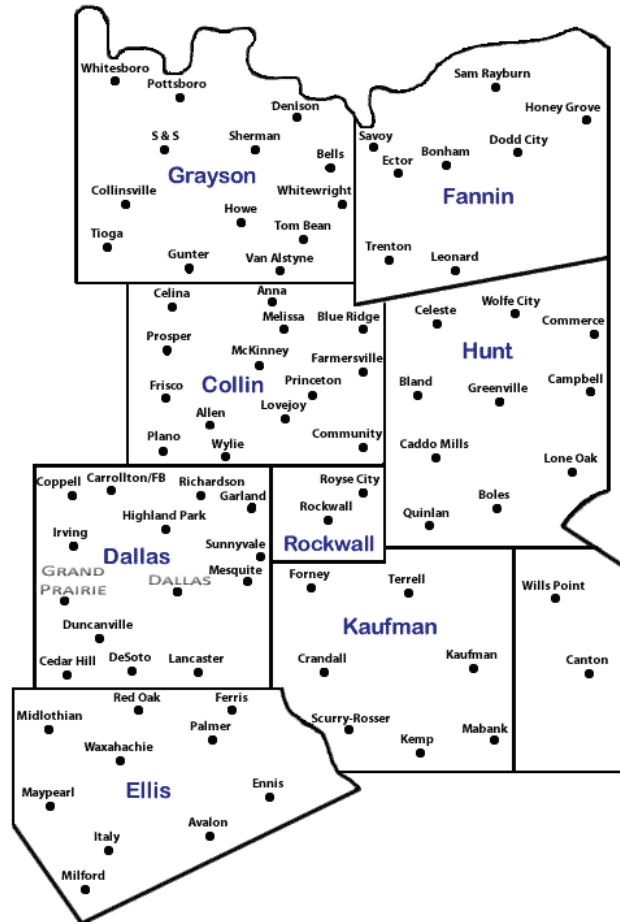 Whitesboro
Pottsboro
Denison
S & S
Sherman
Bells
Grayson
Collinsville
Whitewright
Howe
Tioga
Tom Bean
Gunter
Van Alstyne
Sam Rayburn
Honey Grove
Savoy
Dodd City
Bonham
Ector
Fannin
Trenton
Leonard
Celina
Anna
Melissa
Blue Ridge
Prosper
McKinney
Farmersville
Collin
Frisco
Princeton
Lovejoy
Allen
Plano
Wylie
Community
Celeste
Wolfe City
Commerce
Hunt
Bland
Greenville
Campbell
Caddo Mills
Lone Oak
Boles
Quinlan
Coppell
Carrollton/FB
Richardson
Garland
Highland Park
Irving
Sunnyvale
Dallas
GRAND
PRAIRIE
DALLAS
Mesquite
Duncanville
Cedar Hill
DeSoto
Lancaster
Royse City
Rockwall
Rockwall
Forney
Terrell
Kaufman
Crandall
Kaufman
Scurry-Rosser
Kemp
Mabank
Wills Point
Canton
Red Oak
Ferris
Midlothian
Palmer
Waxahachie
Ellis
Maypearl
Ennis
Avalon
Italy
Milford